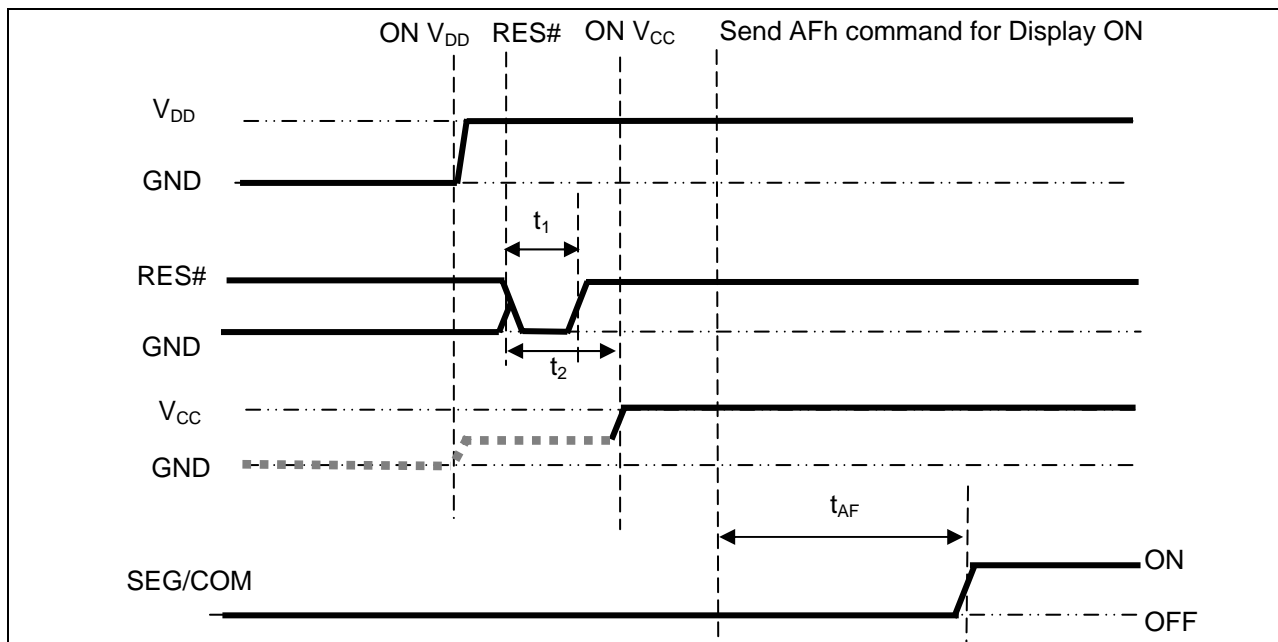 ON VDD RES# ON VCC Send AFh command for Display ON
VDD
GND
t1
RES#
GND
t2
VCC
GND
tAF
SEG/COM
ON
OFF